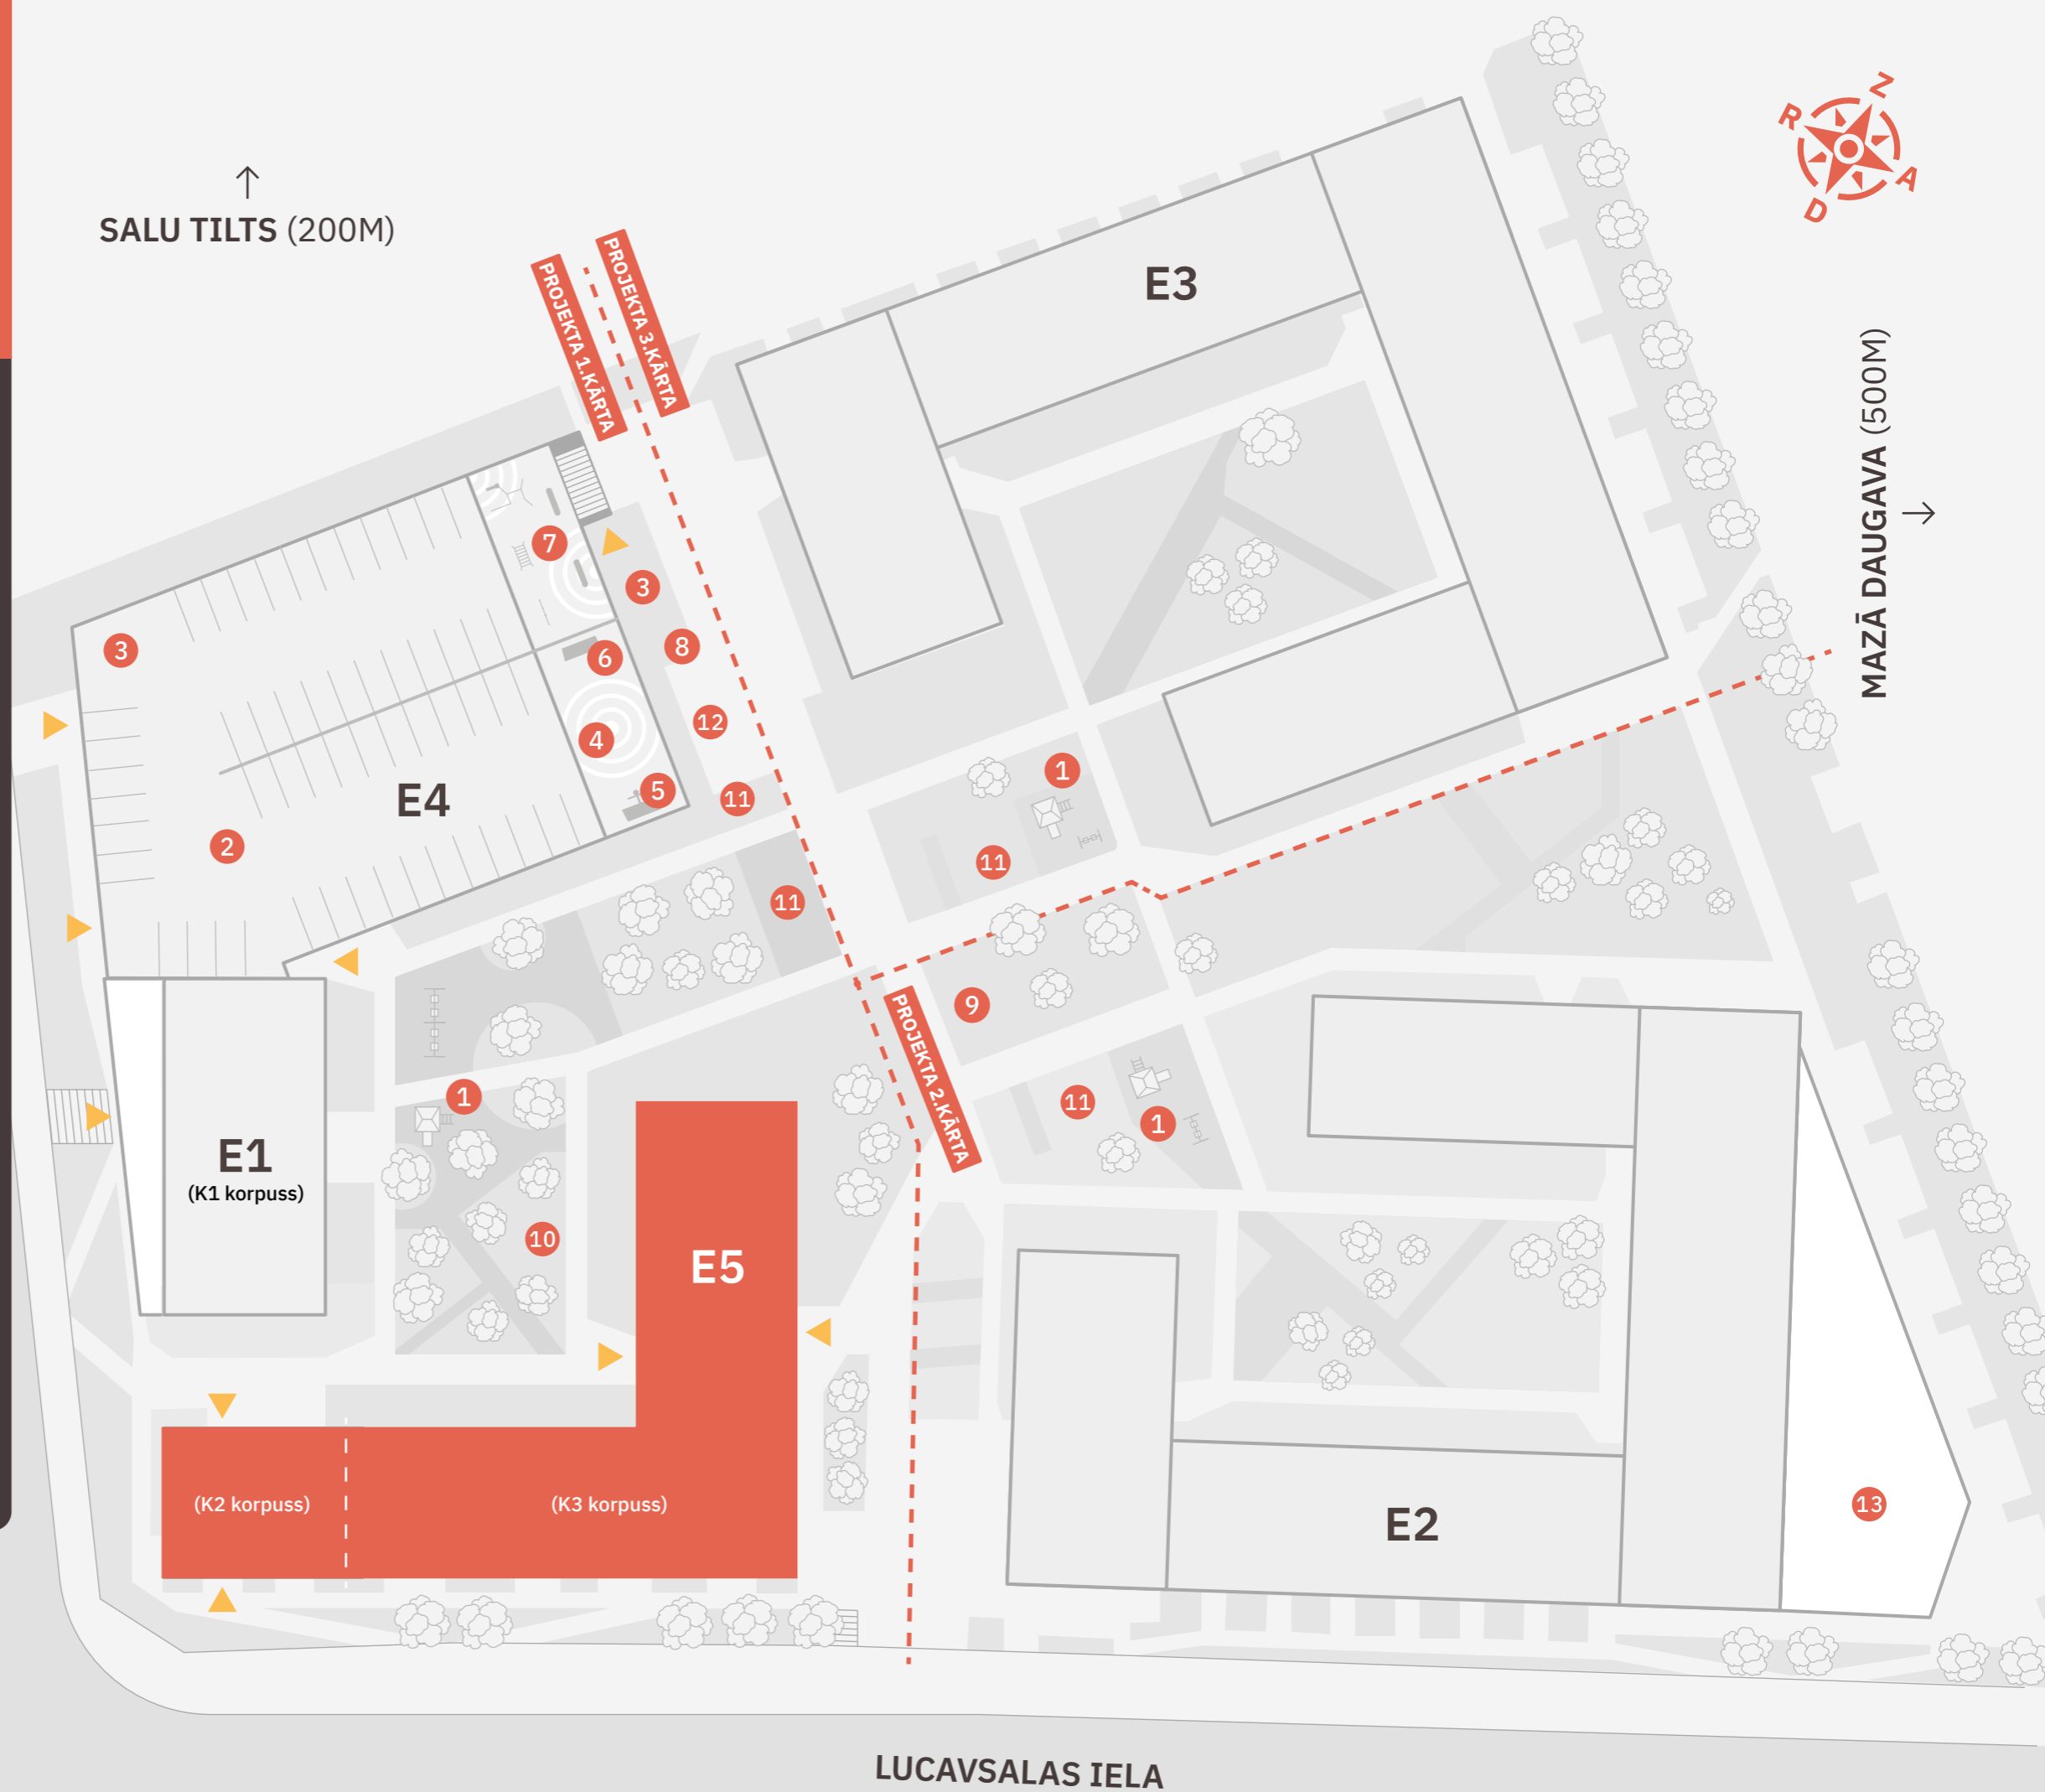 Z
R
A
D
SALU TILTS (200M)
PROJEKTA 1.KĀRTA
PROJEKTA 3.KĀRTA
E3
MAZĀ DAUGAVA (500M)
7
3
3
8
6
12
4
1
5
11
E4
2
11
11
9
PROJEKTA 2.KĀRTA
1
11
1
E1
(K1 korpuss)
10
E5
(K2 korpuss)
(K3 korpuss)
E2
13
LUCAVSALAS IELA